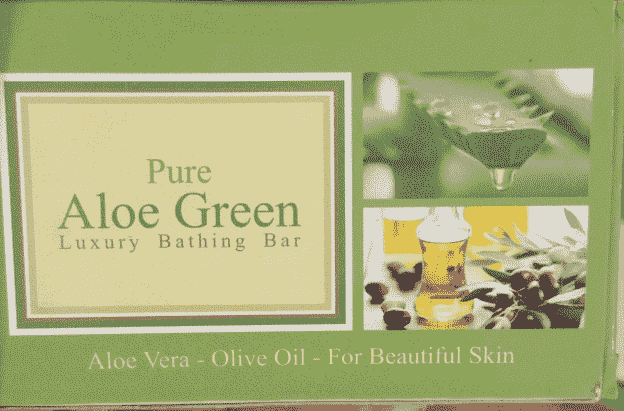 Pure
Aloe Green
Luxury Bathing Bar
Aloe Vera - Olive Oil - For Beautiful Skin